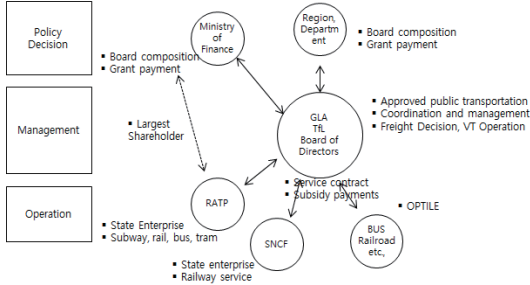 Policy
Decision
Ministry
of
Finance
Region,
Departm
ent
▪ Board composition
▪ Grant payment
▪ Board composition
▪ Grant payment
Management
▪ Largest
Shareholder
GLA
TfL
Board of
Directors
▪ Approved public transportation
▪ Coordination and management
▪ Freight Decision, VT Operation
▪ Service contract
▪ Subsidy payments
Operation
RATP
▪ OPTILE
▪ State Enterprise
▪ Subway, rail, bus, tram
SNCF
BUS
Railroad
etc,
▪ State enterprise
▪ Railway service